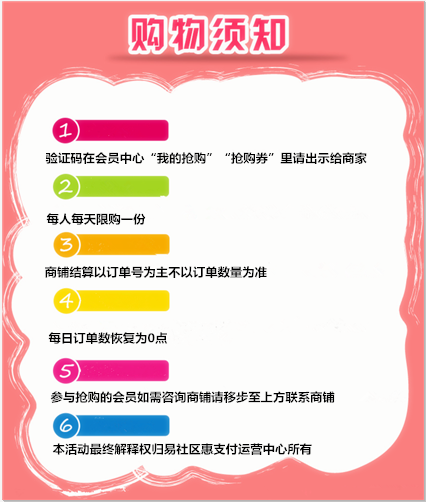 购物须知
1
验证码在会员中心“我的抢购”“抢购券”里请出示给商家
2
每人每天限购一份
3
商铺结算以订单号为主不以订单数量为准
4
每日订单数恢复为0点
5
参与抢购的会员如需咨询商铺请移步至上方联系商铺
6
本活动最终解释权归易社区惠支付运营中心所有